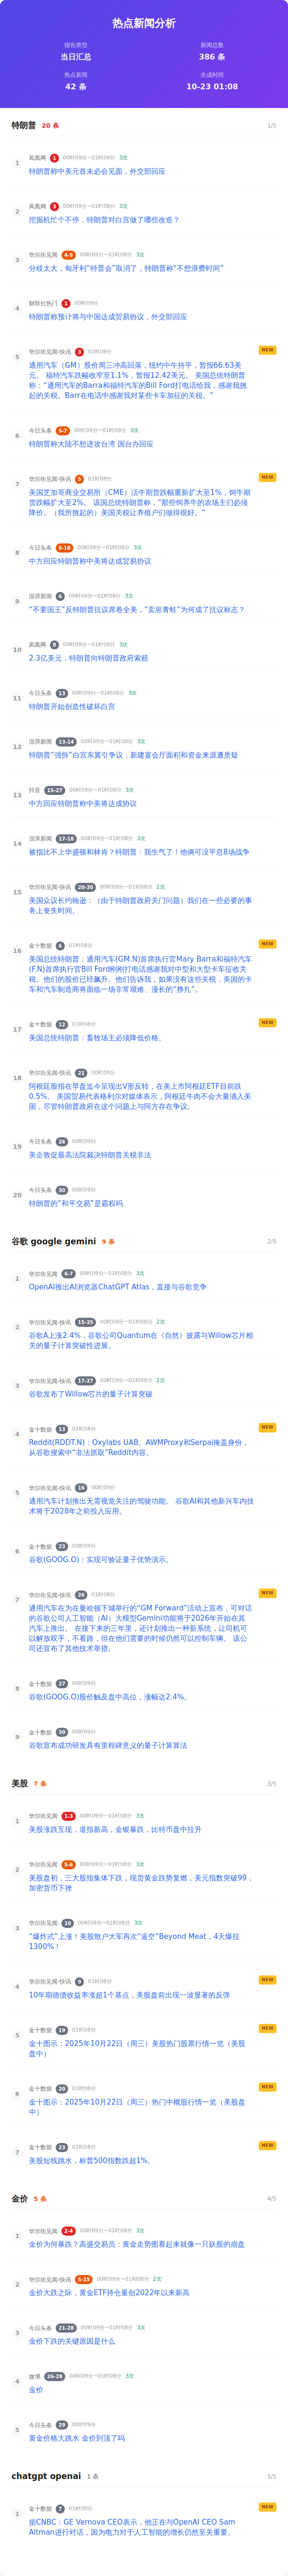 热点新闻分析
报告类型
新闻总数
当日汇总
386 条
热点新闻
生成时间
42 条
10-23 01:08
特朗普 20 条 1/5
1 凤凰网 1 00时09分~01时08分 3次
特朗普称中美元首未必会见面，外交部回应
2 凤凰网 3 00时09分~01时08分 3次
挖掘机忙个不停，特朗普对白宫做了哪些改造？
3 华尔街见闻 4-5 00时09分~01时08分 3次
分歧太大，匈牙利“特普会”取消了，特朗普称“不想浪费时间”
4 财联社热门 1 00时09分
特朗普预计将与中国达成贸易协议，外交部回应
5 华尔街见闻-快讯 3 01时08分 NEW
通用汽车（GM）股价周三冲高回落，纽约中午持平，暂报66.63美
元。 福特汽车跌幅收窄至1.1%，暂报12.42美元。 美国总统特朗普
称：“通用汽车的Barra和福特汽车的Bill Ford打电话给我，感谢我挑
起的关税。Barr在电话中感谢我对某些卡车加征的关税。”
6 今日头条 5-7 00时09分~01时08分 3次
特朗普称大陆不想进攻台湾 国台办回应
7 华尔街见闻-快讯 5 01时08分 NEW
美国芝加哥商业交易所（CME）活牛期货跌幅重新扩大至1%，饲牛期
货跌幅扩大至2%。 该国总统特朗普称，“那些饲养牛的农场主们必须
降价。（我所挑起的）美国关税让养殖户们做得很好。”
8 今日头条 5-10 00时09分~01时08分 3次
中方回应特朗普称中美将达成贸易协议
9 澎湃新闻 6 00时09分~01时08分 3次
“不要国王”反特朗普抗议席卷全美，“卖崽青蛙”为何成了抗议标志？
10 凤凰网 8 00时09分~01时08分 3次
2.3亿美元，特朗普向特朗普政府索赔
11 今日头条 13 00时09分~01时08分 3次
特朗普开始创造性破坏白宫
12 澎湃新闻 13-14 00时09分~01时08分 3次
特朗普“强拆”白宫东翼引争议，新建宴会厅面积和资金来源遭质疑
13 抖音 15-27 00时09分~01时08分 3次
中方回应特朗普称中美将达成协议
14 澎湃新闻 17-18 00时09分~01时08分 3次
被指比不上华盛顿和林肯？特朗普：我生气了！他俩可没平息8场战争
15 华尔街见闻-快讯 20-30 00时09分~01时08分 2次
美国众议长约翰逊：（由于特朗普政府关门问题）我们在一些必要的事
务上丧失时间。
16 金十数据 6 01时08分 NEW
美国总统特朗普：通用汽车(GM.N)首席执行官Mary Barra和福特汽车
(F.N)首席执行官Bill Ford刚刚打电话感谢我对中型和大型卡车征收关
税。他们的股价已经飙升。他们告诉我，如果没有这些关税，美国的卡
车和汽车制造商将面临一场非常艰难、漫长的“挣扎”。
17 金十数据 12 01时08分 NEW
美国总统特朗普：畜牧场主必须降低价格。
18 华尔街见闻-快讯 21 00时09分
阿根廷股指在早盘迄今呈现出V形反转，在美上市阿根廷ETF目前跌
0.5%。 美国贸易代表格利尔对媒体表示，阿根廷牛肉不会大量涌入美
国，尽管特朗普政府在这个问题上与阿方存在争议。
19 今日头条 26 00时09分
美企敦促最高法院裁决特朗普关税非法
20 今日头条 30 00时09分
特朗普的“和平交易”是霸权吗
谷歌 google gemini 9 条 2/5
1 华尔街见闻 6-7 00时09分~01时08分 3次
OpenAI推出AI浏览器ChatGPT Atlas，直接与谷歌竞争
2 华尔街见闻-快讯 15-25 00时09分~01时08分 2次
谷歌A上涨2.4%，谷歌公司Quantum在《自然》披露与Willow芯片相
关的量子计算突破性进展。
3 华尔街见闻-快讯 17-27 00时09分~01时08分 2次
谷歌发布了Willow芯片的量子计算突破
4 金十数据 13 01时08分 NEW
Reddit(RDDT.N)：Oxylabs UAB、AWMProxy和Serpai掩盖身份，
从谷歌搜索中“非法抓取”Reddit内容。
5 华尔街见闻-快讯 16 00时09分
通用汽车计划推出无需视觉关注的驾驶功能。 谷歌AI和其他新兴车内技
术将于2028年之前投入应用。
6 金十数据 23 00时09分
谷歌(GOOG.O)：实现可验证量子优势演示。
7 华尔街见闻-快讯 26 01时08分 NEW
通用汽车在为在曼哈顿下城举行的“GM Forward”活动上宣布，可对话
的谷歌公司人工智能（AI）大模型Gemini功能将于2026年开始在其
汽车上推出。 在接下来的三年里，还计划推出一种新系统，让司机可
以解放双手，不看路，但在他们需要的时候仍然可以控制车辆。 该公
司还宣布了其他技术举措。
8 金十数据 27 00时09分
谷歌(GOOG.O)股价触及盘中高位，涨幅达2.4%。
9 金十数据 30 00时09分
谷歌宣布成功研发具有里程碑意义的量子计算算法
美股 7 条 3/5
1 华尔街见闻 1-3 00时09分~01时08分 3次
美股涨跌互现，道指新高，金银暴跌，比特币盘中拉升
2 华尔街见闻 5-6 00时09分~01时08分 3次
美股盘初，三大股指集体下跌，现货黄金跌势复燃，美元指数突破99，
加密货币下挫
3 华尔街见闻 10 00时09分~01时08分 3次
“爆炸式”上涨！美股散户大军再次“逼空”Beyond Meat，4天爆拉
1300%！
4 华尔街见闻-快讯 9 01时08分 NEW
10年期德债收益率涨超1个基点，美股盘前出现一波显著的反弹
5 金十数据 19 01时08分 NEW
金十图示：2025年10月22日（周三）美股热门股票行情一览（美股
盘中）
6 金十数据 20 01时08分 NEW
金十图示：2025年10月22日（周三）热门中概股行情一览（美股盘
中）
7 金十数据 23 01时08分 NEW
美股短线跳水，标普500指数跌超1%。
金价 5 条 4/5
1 华尔街见闻 2-4 00时09分~01时08分 3次
金价为何暴跌？高盛交易员：黄金走势图看起来就像一只妖股的崩盘
2 华尔街见闻-快讯 5-15 00时09分~01时08分 2次
金价大跌之际，黄金ETF持仓量创2022年以来新高
3 今日头条 21-28 00时09分~01时08分 3次
金价下跌的关键原因是什么
4 微博 26-28 00时09分~01时08分 3次
金价
5 今日头条 29 00时09分
黄金价格大跳水 金价到顶了吗
chatgpt openai 1 条 5/5
1 金十数据 7 01时08分 NEW
据CNBC：GE Vernova CEO表示，他正在与OpenAI CEO Sam
Altman进行对话，因为电力对于人工智能的增长仍然至关重要。